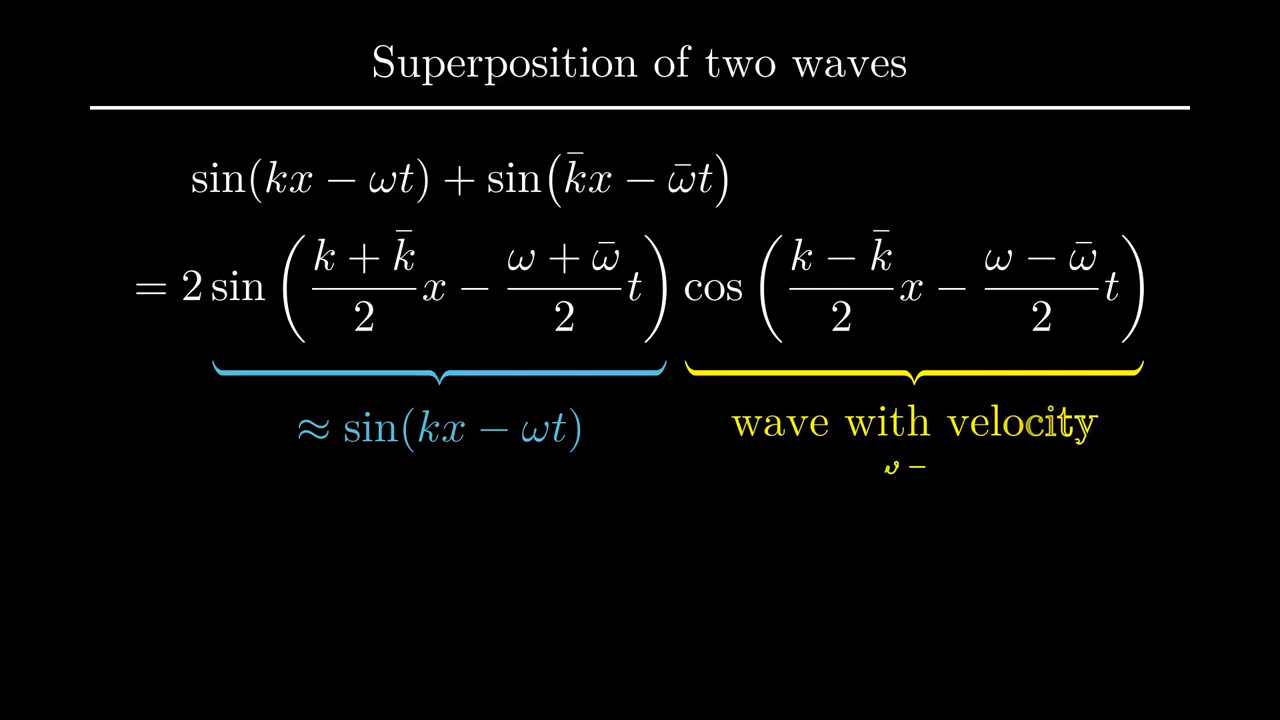 Superposition of two waves
sin(kx − ωt) + sin(k̄x − ω̄t)
= 2 sin((k + k̄)/2 x − (ω + ω̄)/2 t) cos((k − k̄)/2 x − (ω − ω̄)/2 t)
≈ sin(kx − ωt) wave with velocity